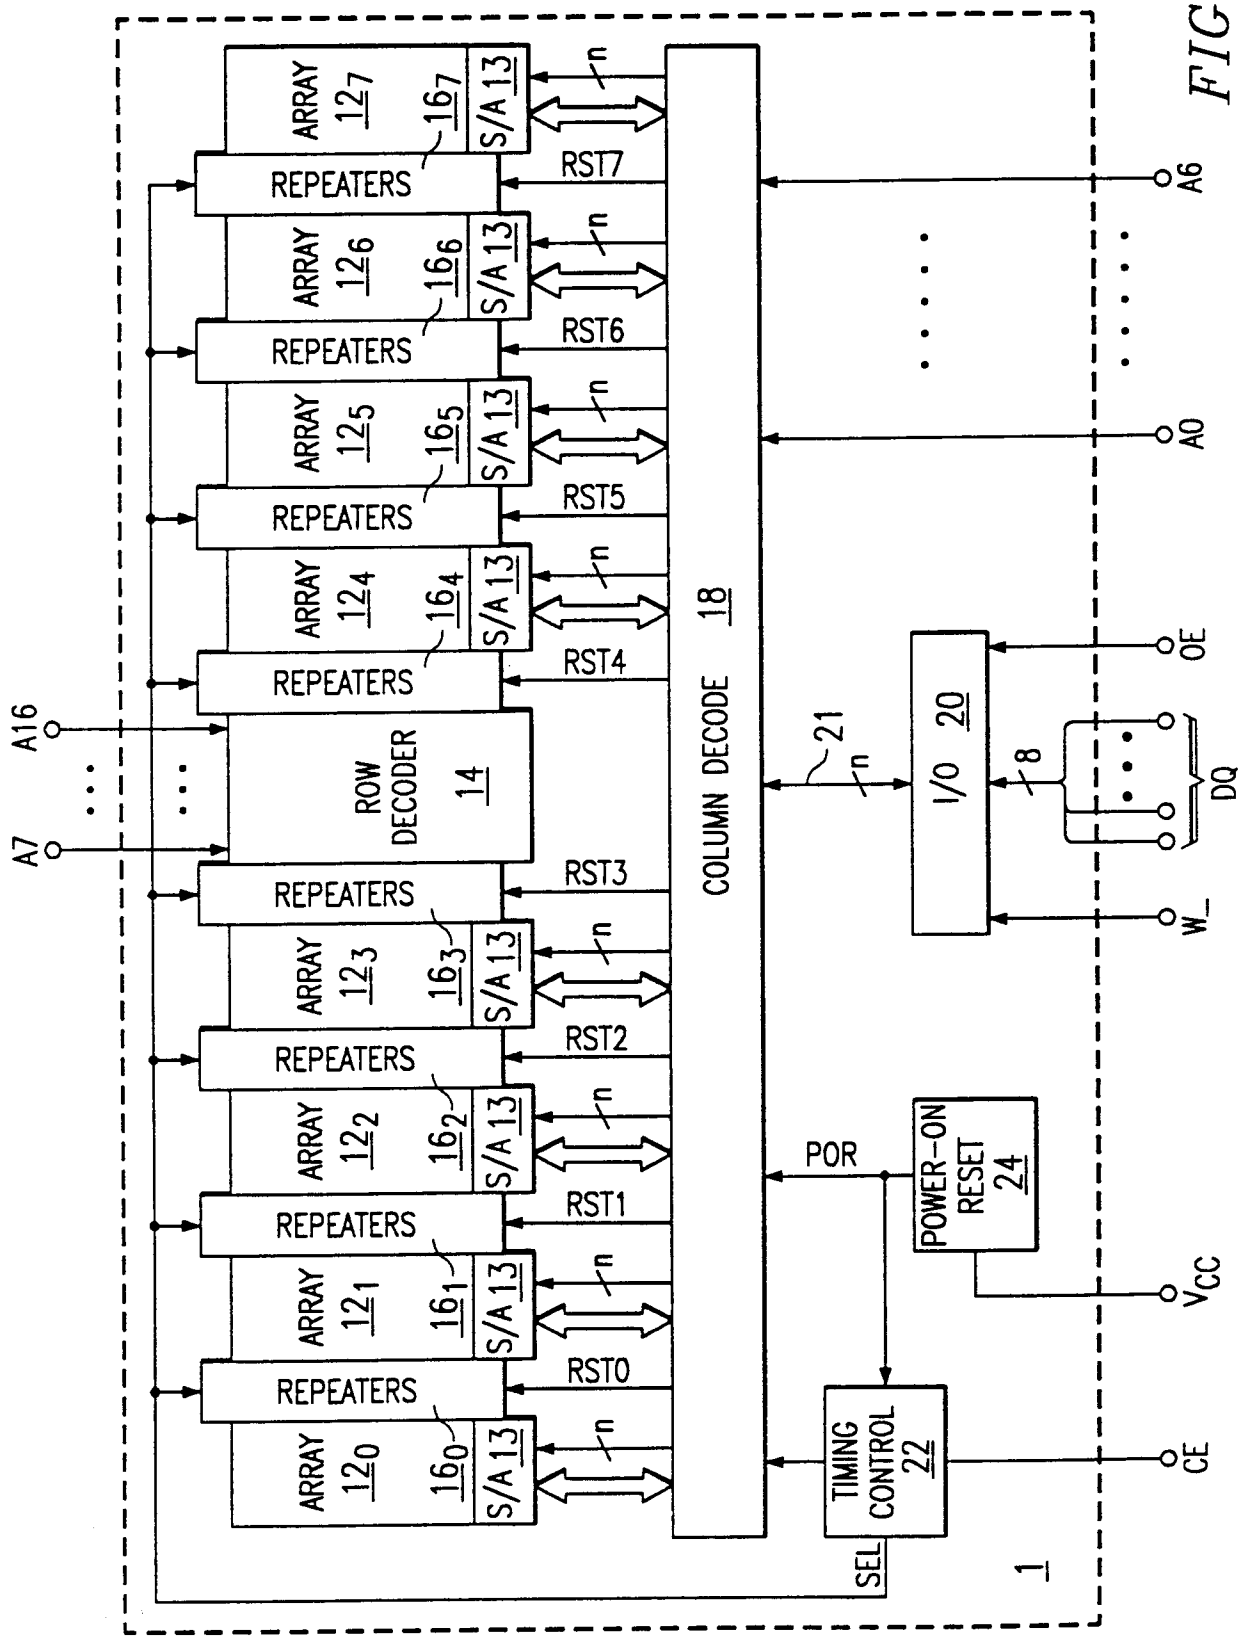 FIG
A7
A16
ARRAY
12₀
16₀
S/A 13
REPEATERS
ARRAY
12₁
16₁
S/A 13
REPEATERS
ARRAY
12₂
16₂
S/A 13
REPEATERS
ARRAY
12₃
16₃
S/A 13
REPEATERS
ROW
DECODER
14
REPEATERS
16₄
ARRAY
12₄
S/A 13
REPEATERS
16₅
ARRAY
12₅
S/A 13
REPEATERS
16₆
ARRAY
12₆
S/A 13
REPEATERS
16₇
ARRAY
12₇
S/A 13
n
RST0
n
RST1
n
RST2
n
RST3
RST4
n
RST5
n
RST6
n
RST7
n
COLUMN DECODE 18
SEL
TIMING
CONTROL
22
POR
POWER-ON
RESET
24
21
n
I/O 20
8
1
CE
VCC
W_
DQ
OE
A0
A6